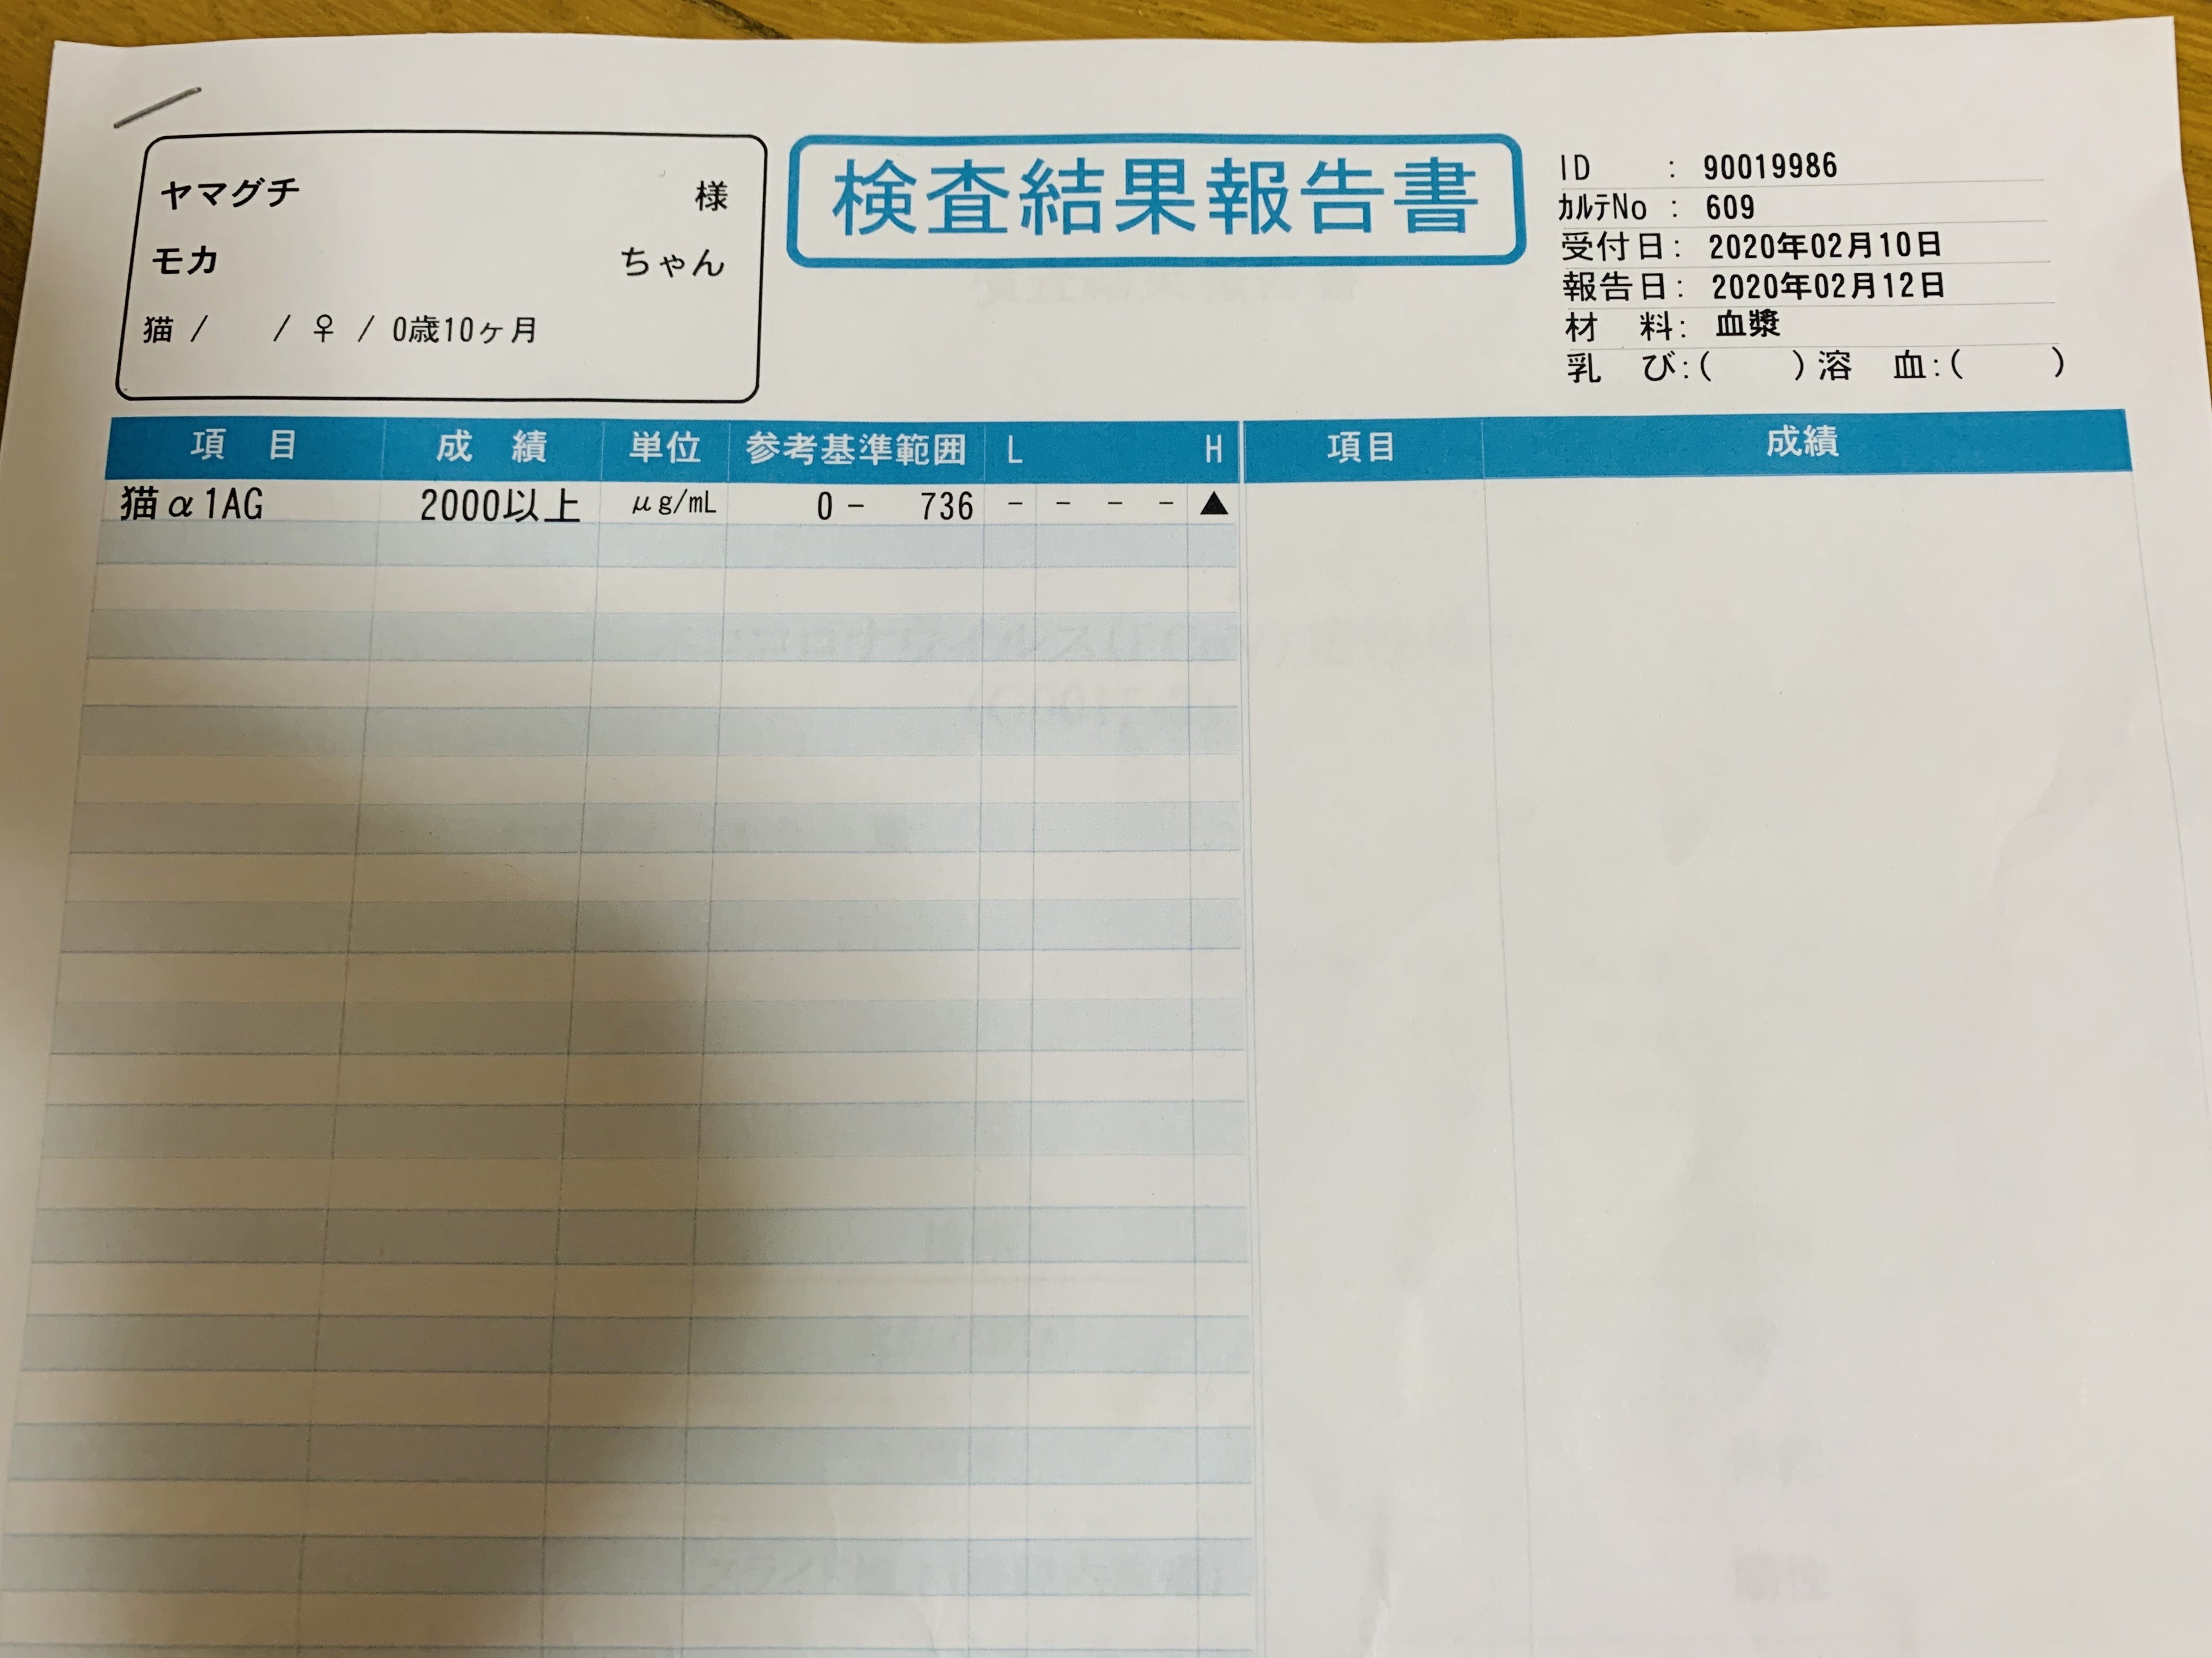 ヤマグチ 様
モカ ちゃん
猫 / / ♀ / 0歳10ヶ月
検査結果報告書
ID : 90019986
ｶﾙﾃNo : 609
受付日: 2020年02月10日
報告日: 2020年02月12日
材 料: 血漿
乳 び:( ) 溶 血:( )
項 目 成 績 単位 参考基準範囲 L H 項目 成績
猫α1AG 2000以上 μg/mL 0 - 736 - - - - ▲